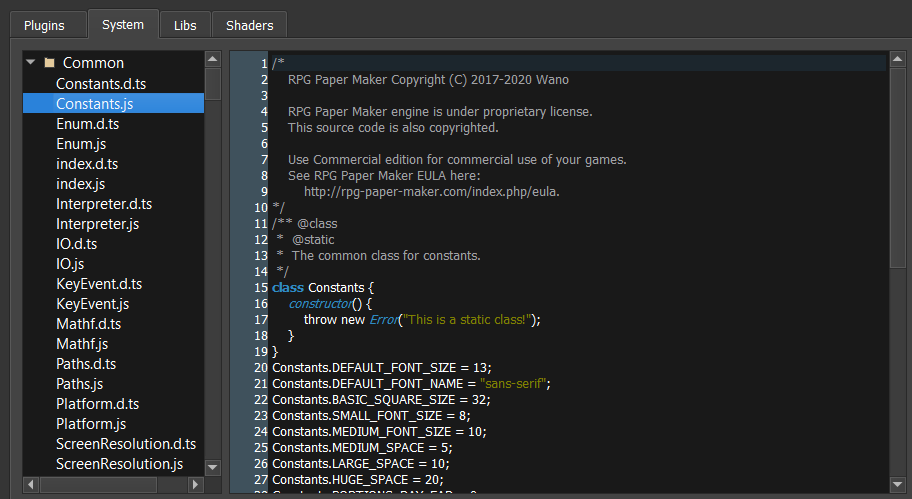 Plugins
System
Libs
Shaders
Common
Constants.d.ts
Constants.js
Enum.d.ts
Enum.js
index.d.ts
index.js
Interpreter.d.ts
Interpreter.js
IO.d.ts
IO.js
KeyEvent.d.ts
KeyEvent.js
Mathf.d.ts
Mathf.js
Paths.d.ts
Paths.js
Platform.d.ts
Platform.js
ScreenResolution.d.ts
ScreenResolution.js
1 /*
2 RPG Paper Maker Copyright (C) 2017-2020 Wano
3
4 RPG Paper Maker engine is under proprietary license.
5 This source code is also copyrighted.
6
7 Use Commercial edition for commercial use of your games.
8 See RPG Paper Maker EULA here:
9 http://rpg-paper-maker.com/index.php/eula.
10 */
11 /** @class
12 * @static
13 * The common class for constants.
14 */
15 class Constants {
16 constructor() {
17 throw new Error("This is a static class!");
18 }
19 }
20 Constants.DEFAULT_FONT_SIZE = 13;
21 Constants.DEFAULT_FONT_NAME = "sans-serif";
22 Constants.BASIC_SQUARE_SIZE = 32;
23 Constants.SMALL_FONT_SIZE = 8;
24 Constants.MEDIUM_FONT_SIZE = 10;
25 Constants.MEDIUM_SPACE = 5;
26 Constants.LARGE_SPACE = 10;
27 Constants.HUGE_SPACE = 20;